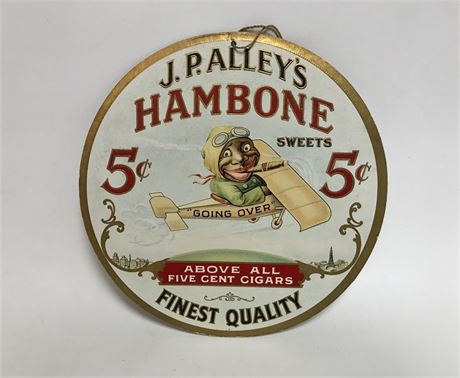 J. P. ALLEY'S
HAMBONE
SWEETS
5¢ 5¢
"GOING OVER"
ABOVE ALL
FIVE CENT CIGARS
FINEST QUALITY